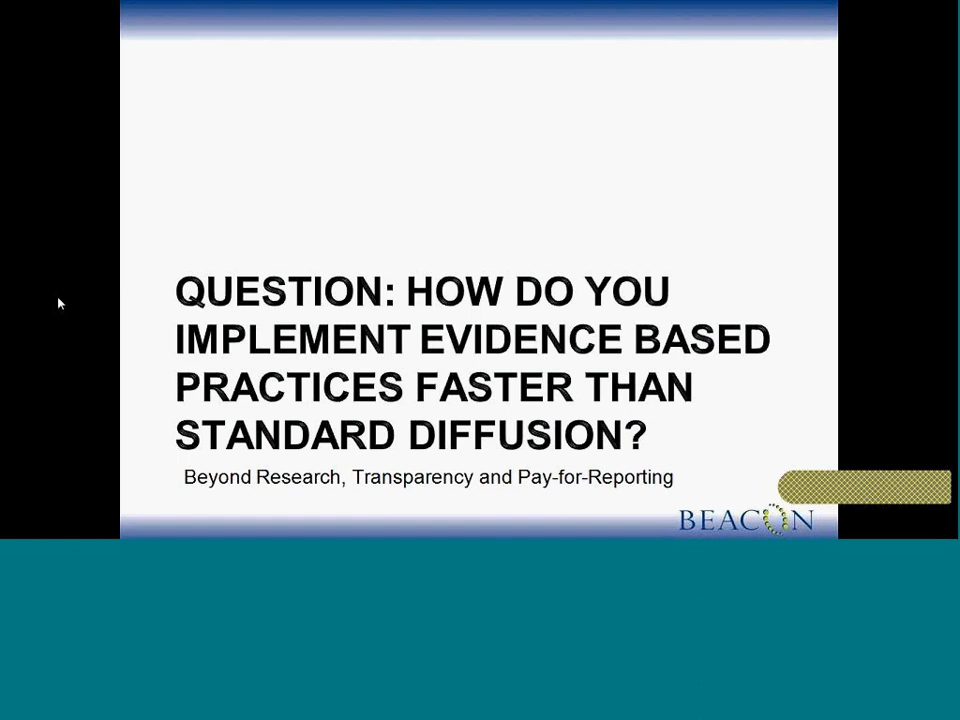 QUESTION: HOW DO YOU
IMPLEMENT EVIDENCE BASED
PRACTICES FASTER THAN
STANDARD DIFFUSION?
Beyond Research, Transparency and Pay-for-Reporting
BEACON